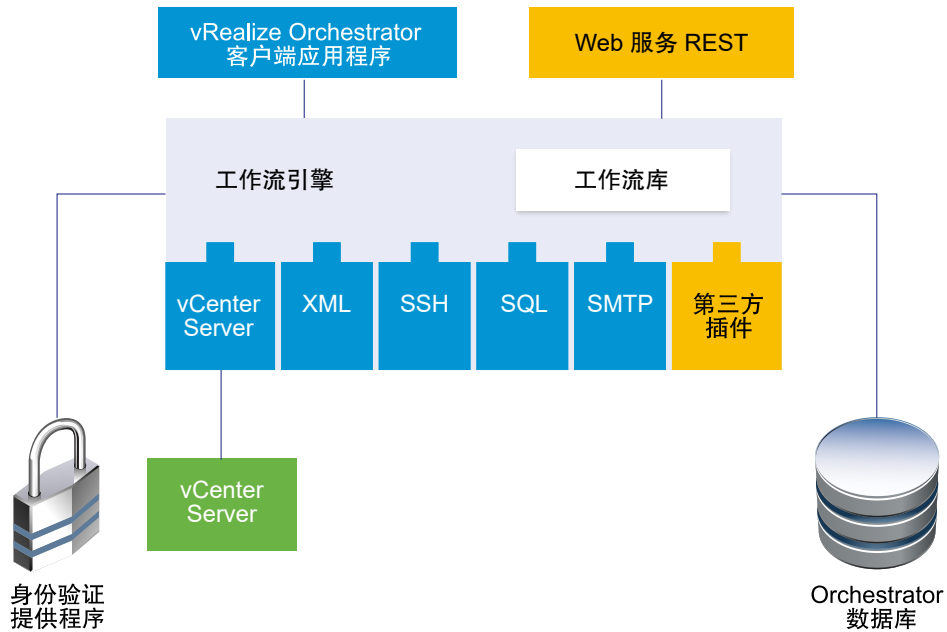 vRealize Orchestrator
客户端应用程序
Web 服务 REST
工作流引擎
工作流库
vCenter
Server
XML
SSH
SQL
SMTP
第三方
插件
vCenter
Server
身份验证
提供程序
Orchestrator
数据库